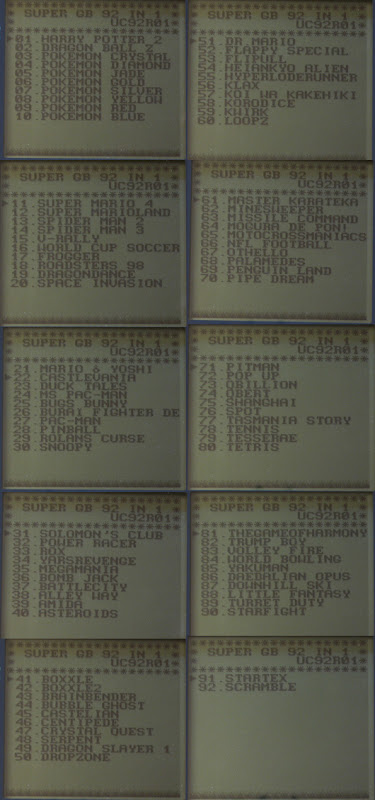 SUPER GB 92 IN 1
UC92R01
01.HARRY POTTER 2
02.DRAGON BALL Z
03.POKEMON CRYSTAL
04.POKEMON DIAMOND
05.POKEMON JADE
06.POKEMON GOLD
07.POKEMON SILVER
08.POKEMON YELLOW
09.POKEMON RED
10.POKEMON BLUE
SUPER GB 92 IN 1
UC92R01
11.SUPER MARIO 4
12.SUPER MARIOLAND
13.SPIDER MAN 2
14.SPIDER MAN 3
15.V-RALLY
16.WORLD CUP SOCCER
17.FROGGER
18.ROADSTERS 98
19.DRAGONDANCE
20.SPACE INVASION
SUPER GB 92 IN 1
UC92R01
21.MARIO & YOSHI
22.CASTLEVANIA
23.DUCK TALES
24.MS PAC-MAN
25.BUGS BUNNY
26.BURAI FIGHTER DE
27.PAC-MAN
28.PINBALL
29.ROLANS CURSE
30.SNOOPY
SUPER GB 92 IN 1
UC92R01
31.SOLOMON'S CLUB
32.POWER RACER
33.BOX
34.YARSREVENGE
35.MEGAMANIA
36.BOMB JACK
37.BATTLECITY
38.ALLEY WAY
39.AMIDA
40.ASTEROIDS
SUPER GB 92 IN 1
UC92R01
41.BOXXLE
42.BOXXLE2
43.BRAINBENDER
44.BUBBLE GHOST
45.CASTELIAN
46.CENTIPEDE
47.CRYSTAL QUEST
48.SERPENT
49.DRAGON SLAYER 1
50.DROPZONE
SUPER GB 92 IN 1
UC92R01
51.DR MARIO
52.FLAPPY SPECIAL
53.FLIPULL
54.HEIANKYO ALIEN
55.HYPERLODERUNNER
56.KLAX
57.KOI WA KAKEHIKI
58.KORODICE
59.KWIRK
60.LOOPZ
SUPER GB 92 IN 1
UC92R01
61.MASTER KARATEKA
62.MINESWEEPER
63.MISSILE COMMAND
64.MOGURA DE PON!
65.MOTOCROSSMANIACS
66.NFL FOOTBALL
67.OTHELLO
68.PALAMEDES
69.PENGUIN LAND
70.PIPE DREAM
SUPER GB 92 IN 1
UC92R01
71.PITMAN
72.POP UP
73.QBILLION
74.QBERT
75.SHANGHAI
76.SPOT
77.TASMANIA STORY
78.TENNIS
79.TESSERAE
80.TETRIS
SUPER GB 92 IN 1
UC92R01
81.THEGAMEOFHARMONY
82.TRUMP BOY
83.VOLLEY FIRE
84.WORLD BOWLING
85.YAKUMAN
86.DAEDALIAN OPUS
87.DOWNHILL SKI
88.LITTLE FANTASY
89.TURRET DUTY
90.STARFIGHT
SUPER GB 92 IN 1
UC92R01
91.STARTEX
92.SCRAMBLE